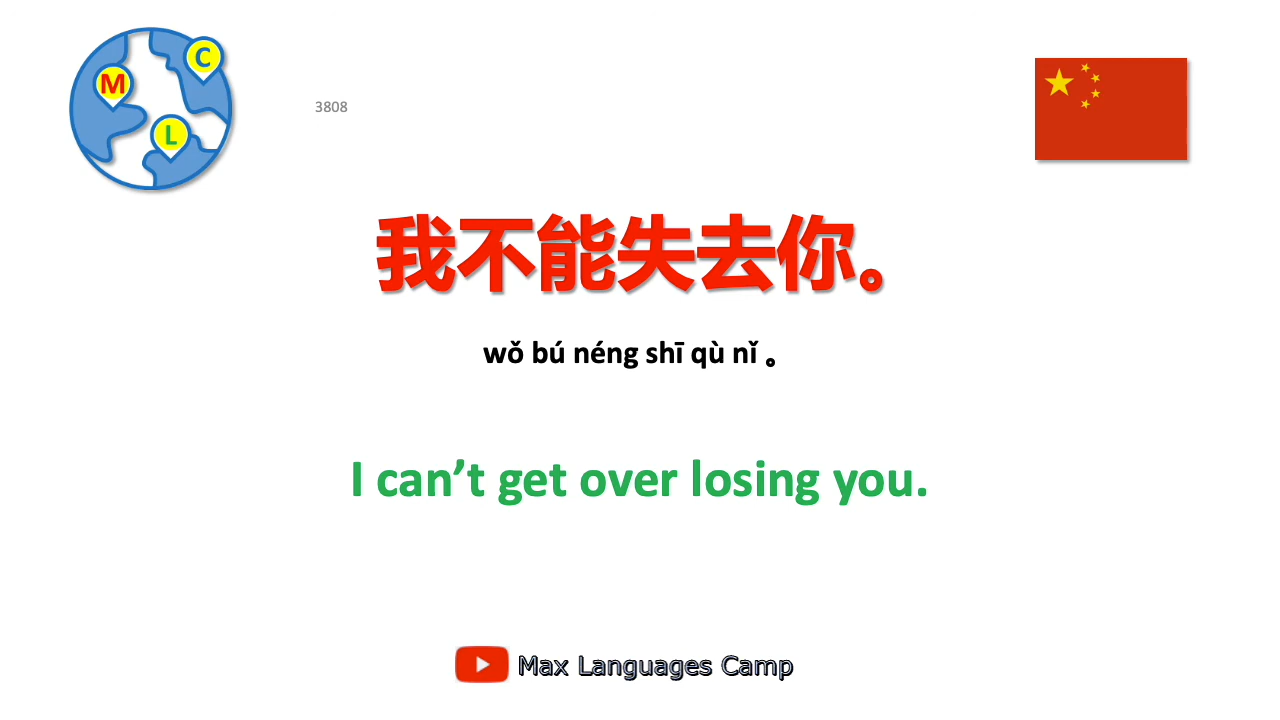 C
M
L
3808
我不能失去你。
wǒ bú néng shī qù nǐ 。
I can’t get over losing you.
Max Languages Camp